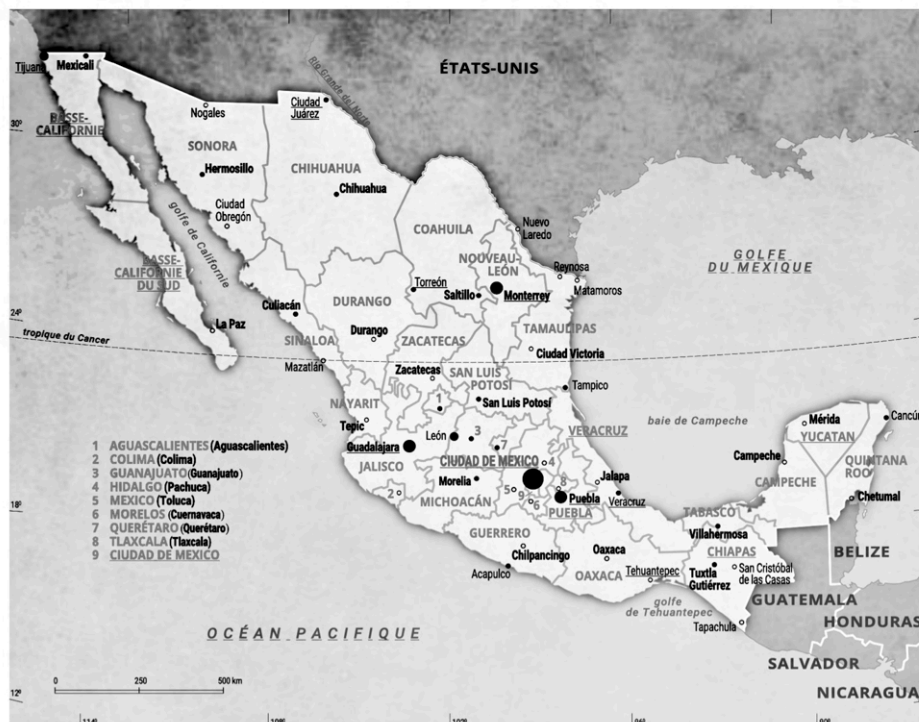 ÉTATS-UNIS
Tijuana
Mexicali
BASSE-
CALIFORNIE
Nogales
SONORA
Hermosillo
Ciudad
Obregón
golfe de Californie
Ciudad
Juárez
Rio Grande del Norte
CHIHUAHUA
Chihuahua
COAHUILA
Nuevo
Laredo
NOUVEAU-
LEÓN
Reynosa
Matamoros
GOLFE
DU MEXIQUE
BASSE-
CALIFORNIE
DU SUD
La Paz
Culiacán
SINALOA
Mazatlán
DURANGO
Durango
Torreón
Saltillo
Monterrey
TAMAULIPAS
Ciudad Victoria
ZACATECAS
Zacatecas
SAN LUIS
POTOSÍ
San Luis Potosí
Tampico
30°
24°
18°
12°
tropique du Cancer
NAYARIT
Tepic
1
León
3
7
VERACRUZ
Guadalajara
JALISCO
CIUDAD DE MEXICO
4
2
Morelia
MICHOACÁN
5
9
6
8
Puebla
PUEBLA
Jalapa
Veracruz
baie de Campeche
Mérida
YUCATAN
Cancún
Campeche
CAMPECHE
QUINTANA
ROO
Chetumal
GUERRERO
Chilpancingo
Acapulco
Oaxaca
OAXACA
Tehuantepec
golfe
de Tehuantepec
TABASCO
Villahermosa
CHIAPAS
Tuxtla
Gutiérrez
San Cristóbal
de las Casas
Tapachula
BELIZE
GUATEMALA
HONDURAS
SALVADOR
NICARAGUA
1 AGUASCALIENTES (Aguascalientes)
2 COLIMA (Colima)
3 GUANAJUATO (Guanajuato)
4 HIDALGO (Pachuca)
5 MEXICO (Toluca)
6 MORELOS (Cuernavaca)
7 QUERÉTARO (Querétaro)
8 TLAXCALA (Tlaxcala)
9 CIUDAD DE MEXICO
OCÉAN PACIFIQUE
0 250 500 km